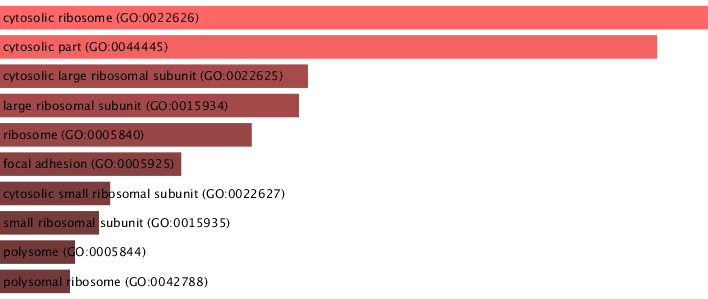 cytosolic ribosome (GO:0022626)
cytosolic part (GO:0044445)
cytosolic large ribosomal subunit (GO:0022625)
large ribosomal subunit (GO:0015934)
ribosome (GO:0005840)
focal adhesion (GO:0005925)
cytosolic small ribosomal subunit (GO:0022627)
small ribosomal subunit (GO:0015935)
polysome (GO:0005844)
polysomal ribosome (GO:0042788)